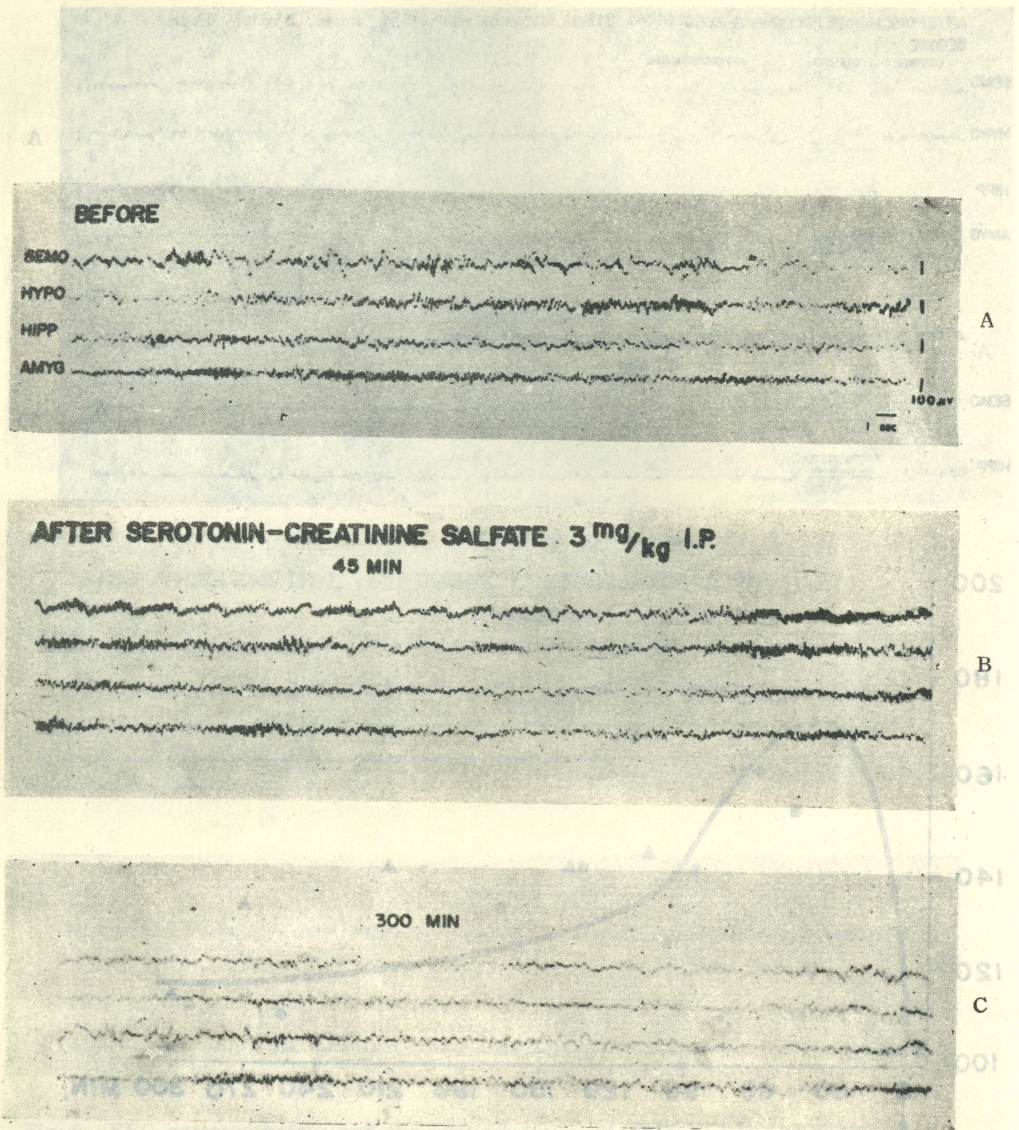 BEFORE
SEMO
HYPO
HIPP
AMYG
100 μV
1 SEC
A
AFTER SEROTONIN-CREATININE SALFATE 3 mg/kg I.P.
45 MIN
B
300 MIN
C